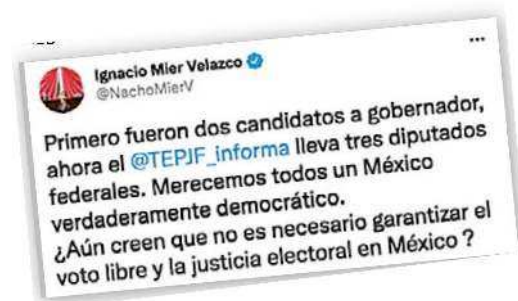 Ignacio Mier Velazco
@NachoMierV
Primero fueron dos candidatos a gobernador,
ahora el @TEPJF_informa lleva tres diputados
federales. Merecemos todos un México
verdaderamente democrático.
¿Aún creen que no es necesario garantizar el
voto libre y la justicia electoral en México ?